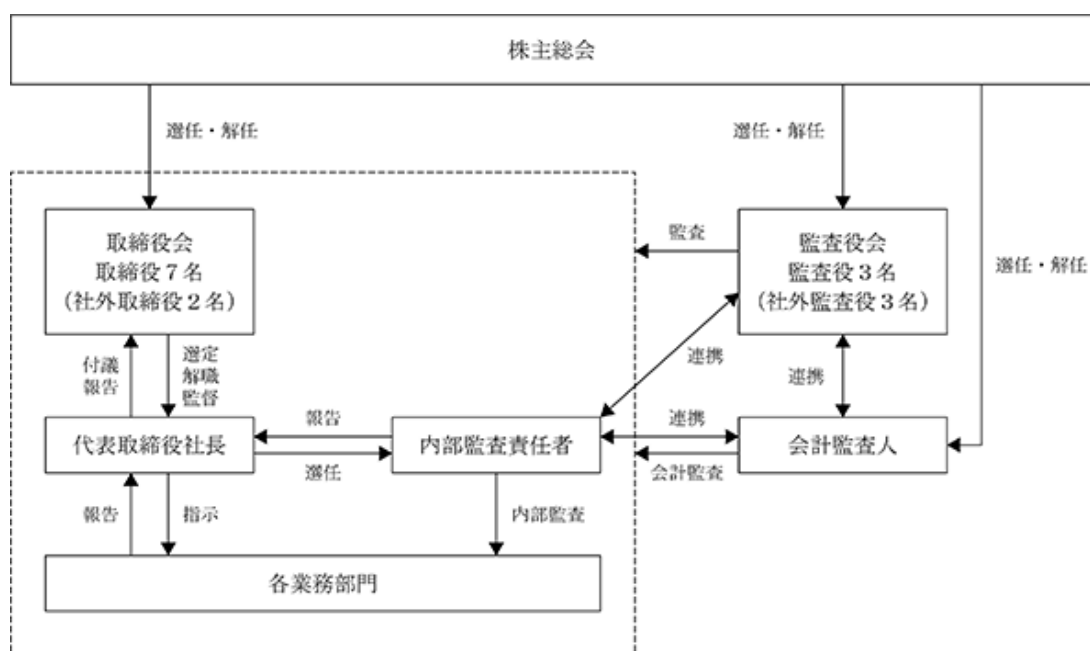 株主総会
選任・解任
選任・解任
選任・解任
取締役会
取締役7名
（社外取締役2名）
監査
監査役会
監査役3名
（社外監査役3名）
付議
報告
選定
解職
監督
連携
連携
代表取締役社長
報告
選任
内部監査責任者
連携
会計監査
会計監査人
報告
指示
内部監査
各業務部門